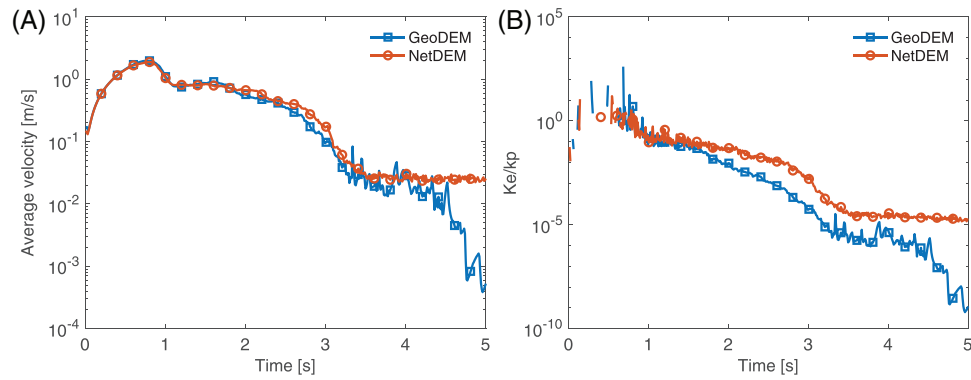 (A)
Average velocity [m/s]
10^1
10^0
10^-1
10^-2
10^-3
10^-4
0 1 2 3 4 5
Time [s]
GeoDEM
NetDEM
(B)
Ke/kp
10^0
10^-5
10^-10
0 1 2 3 4 5
Time [s]
GeoDEM
NetDEM